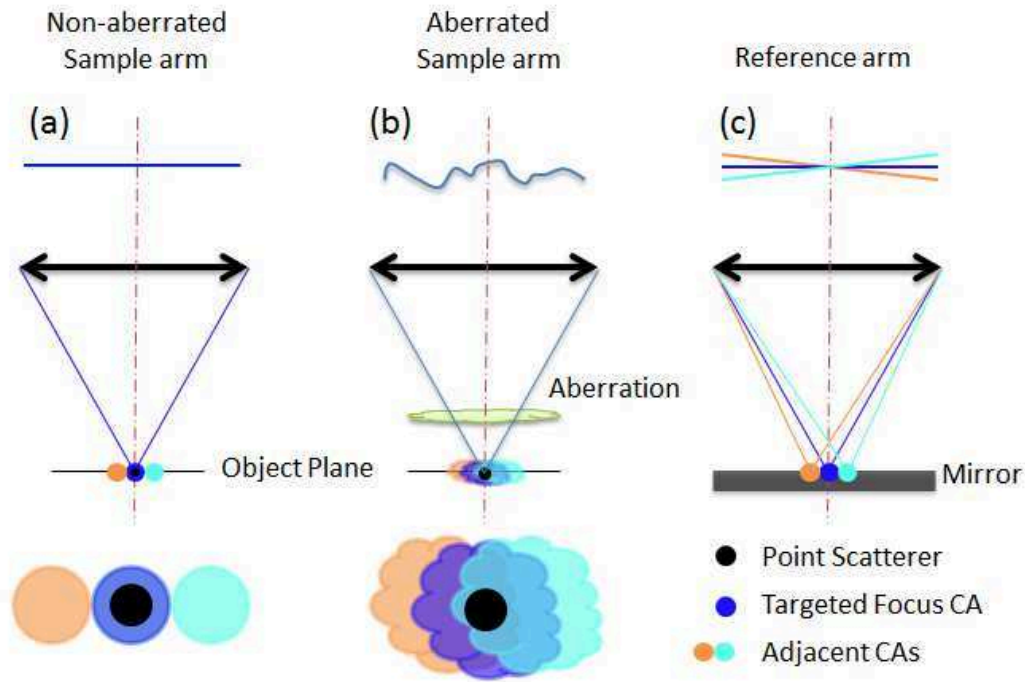 Non-aberrated
Sample arm
Aberrated
Sample arm
Reference arm
(a)
(b)
(c)
Aberration
Object Plane
Mirror
Point Scatterer
Targeted Focus CA
Adjacent CAs